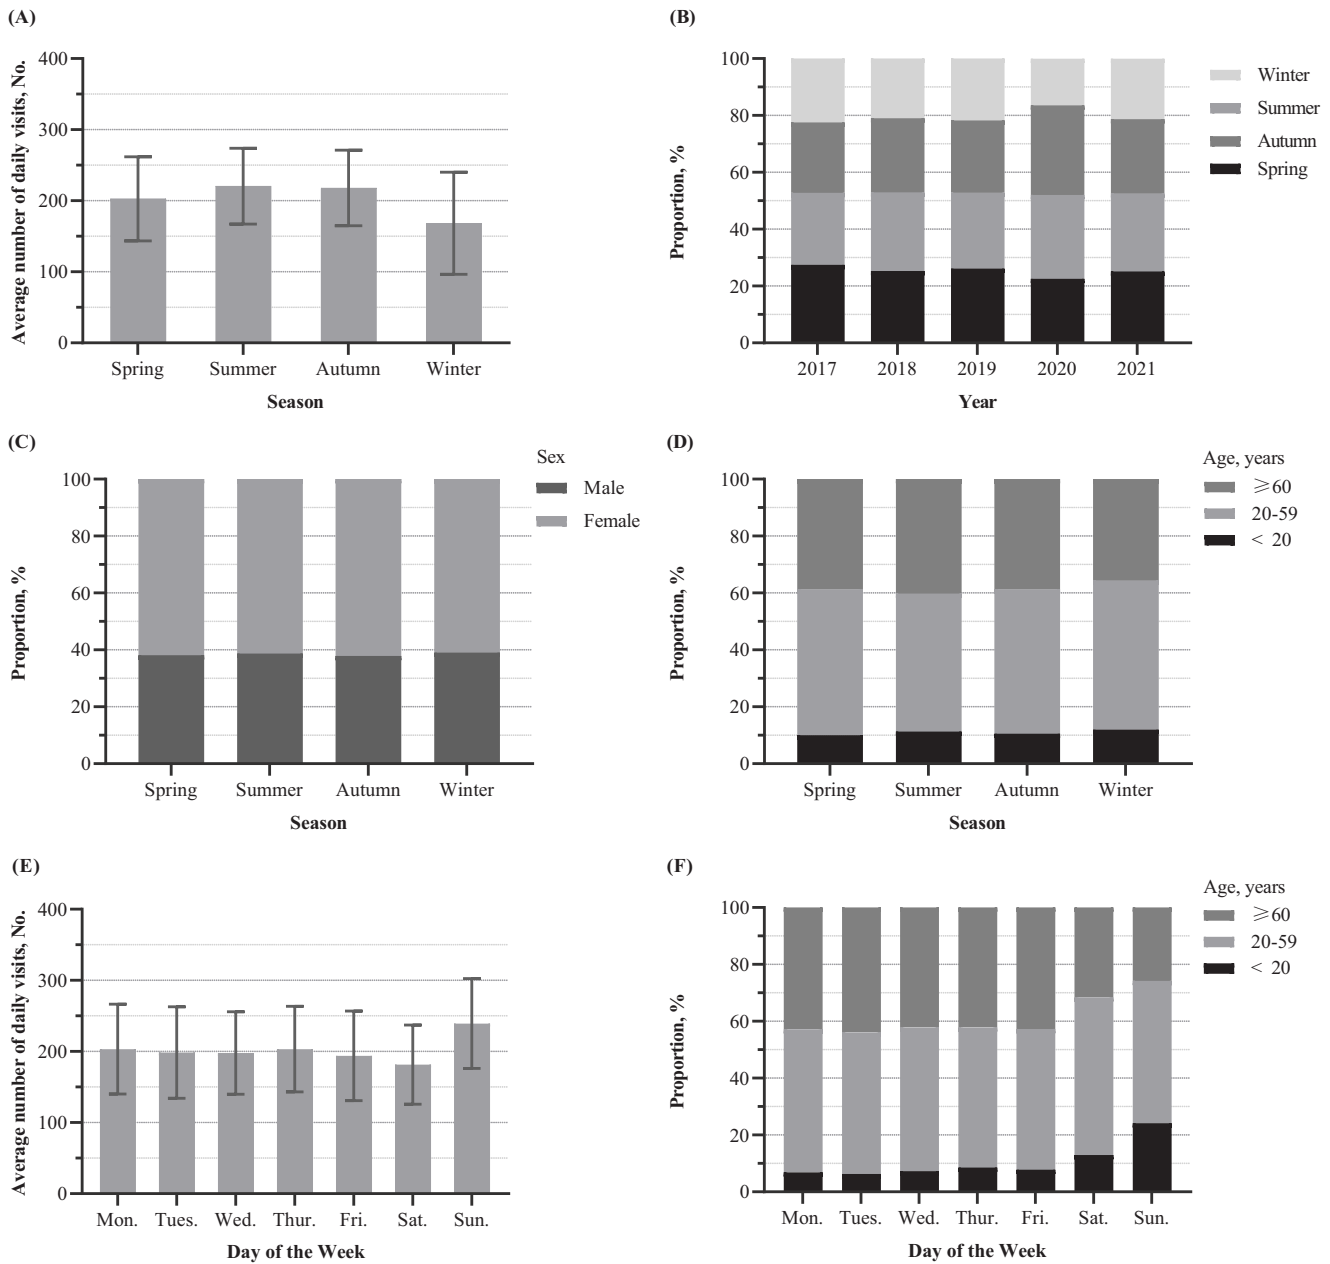 (A)
Average number of daily visits, No.
400
300
200
100
0
Spring Summer Autumn Winter
Season
(B)
Proportion, %
100
80
60
40
20
0
2017 2018 2019 2020 2021
Year
Winter
Summer
Autumn
Spring
(C)
Proportion, %
100
80
60
40
20
0
Spring Summer Autumn Winter
Season
Sex
Male
Female
(D)
Proportion, %
100
80
60
40
20
0
Spring Summer Autumn Winter
Season
Age, years
⩾60
20-59
< 20
(E)
Average number of daily visits, No.
400
300
200
100
0
Mon. Tues. Wed. Thur. Fri. Sat. Sun.
Day of the Week
(F)
Proportion, %
100
80
60
40
20
0
Mon. Tues. Wed. Thur. Fri. Sat. Sun.
Day of the Week
Age, years
⩾60
20-59
< 20